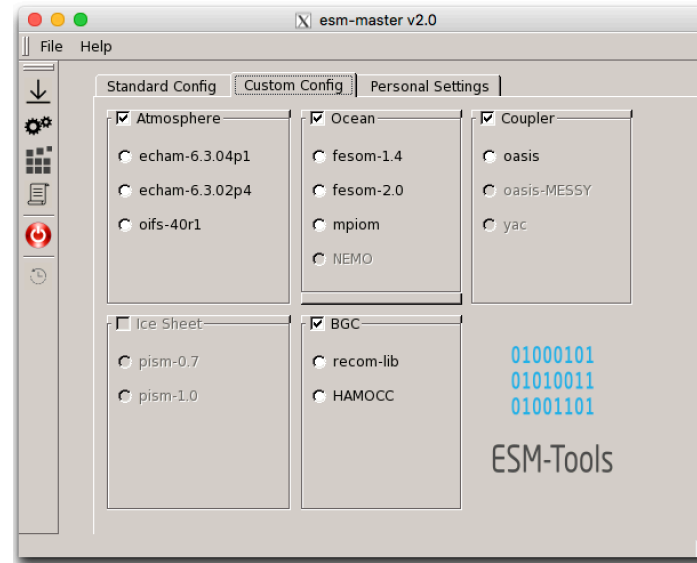 esm-master v2.0
File Help
Standard Config Custom Config Personal Settings
Atmosphere
echam-6.3.04p1
echam-6.3.02p4
oifs-40r1
Ocean
fesom-1.4
fesom-2.0
mpiom
NEMO
Coupler
oasis
oasis-MESSY
yac
Ice Sheet
pism-0.7
pism-1.0
BGC
recom-lib
HAMOCC
01000101
01010011
01001101
ESM-Tools